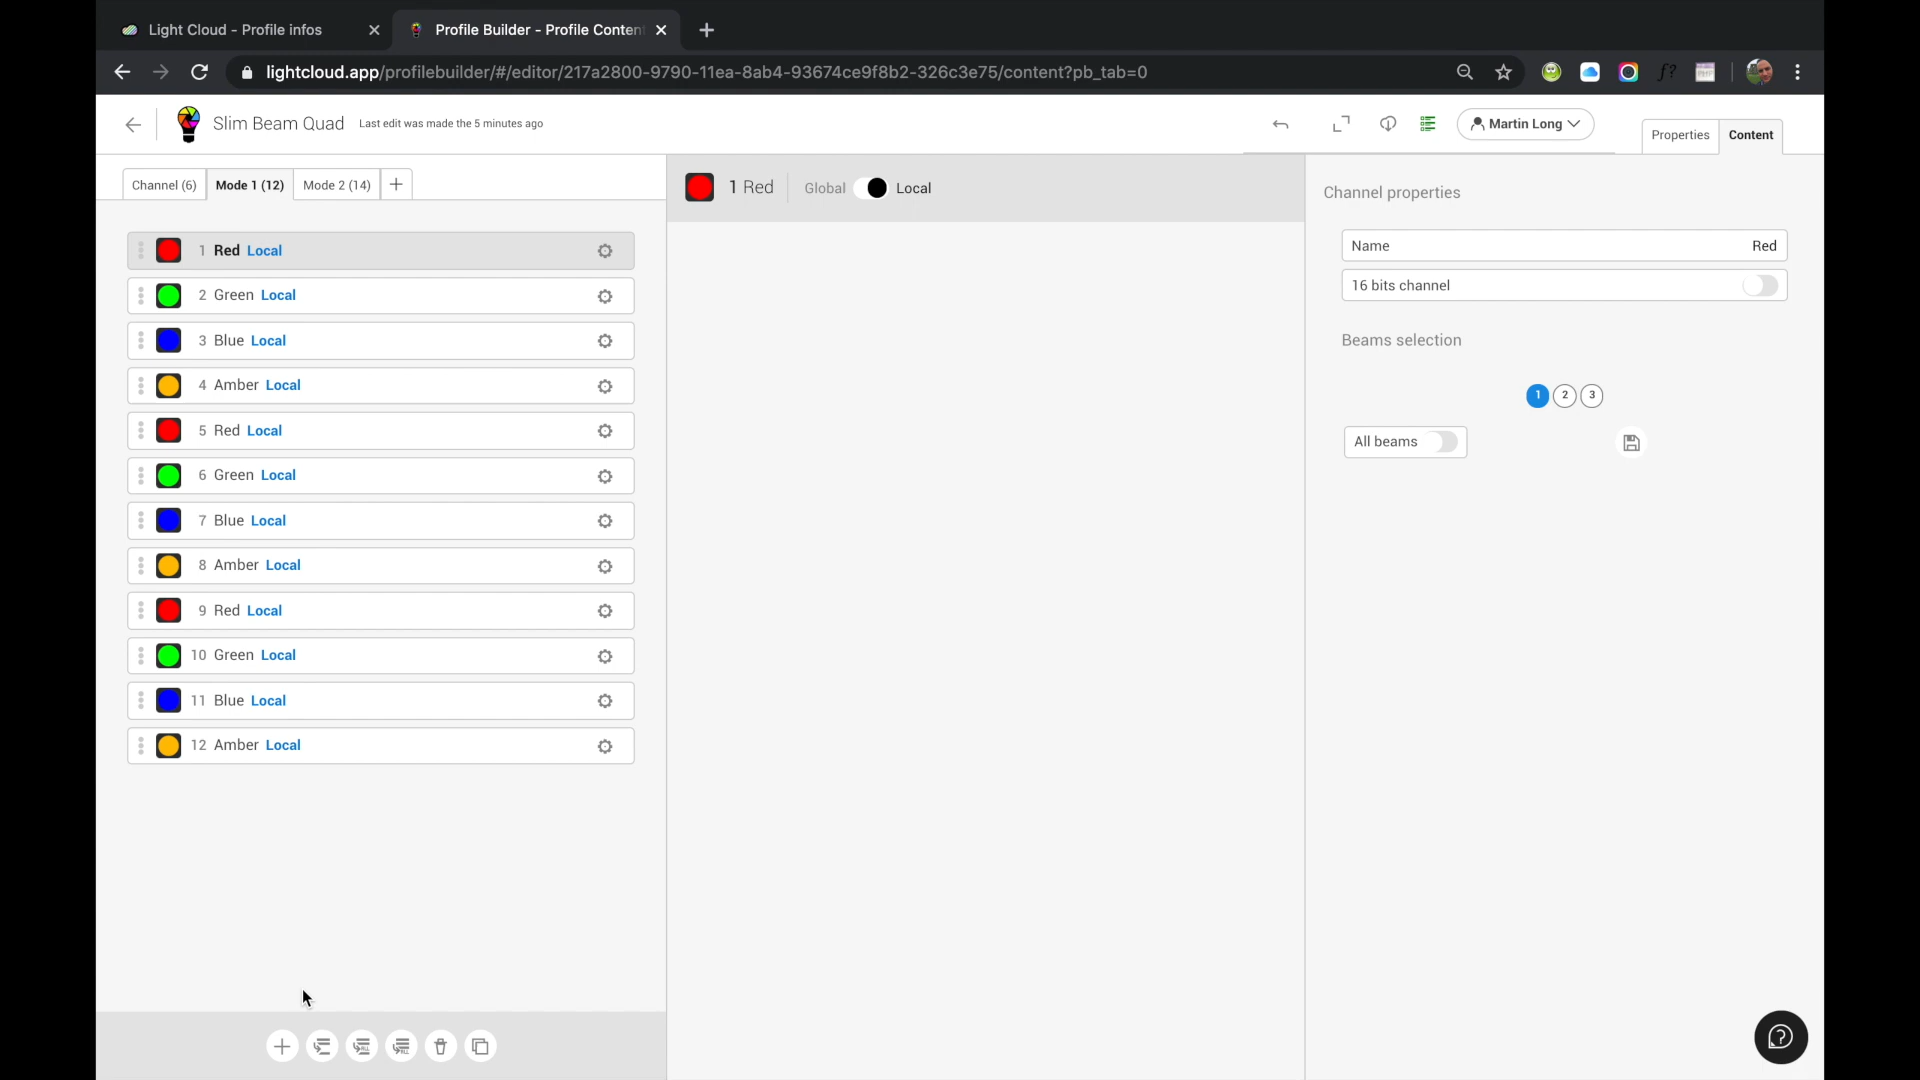 Light Cloud - Profile infos
Profile Builder - Profile Conten
lightcloud.app/profilebuilder/#/editor/217a2800-9790-11ea-8ab4-93674ce9f8b2-326c3e75/content?pb_tab=0
f?
Slim Beam Quad
Last edit was made the 5 minutes ago
Martin Long
Properties
Content
Channel (6)
Mode 1 (12)
Mode 2 (14)
1 Red Local
2 Green Local
3 Blue Local
4 Amber Local
5 Red Local
6 Green Local
7 Blue Local
8 Amber Local
9 Red Local
10 Green Local
11 Blue Local
12 Amber Local
1 Red
Global
Local
Channel properties
Name
Red
16 bits channel
Beams selection
1 2 3
All beams